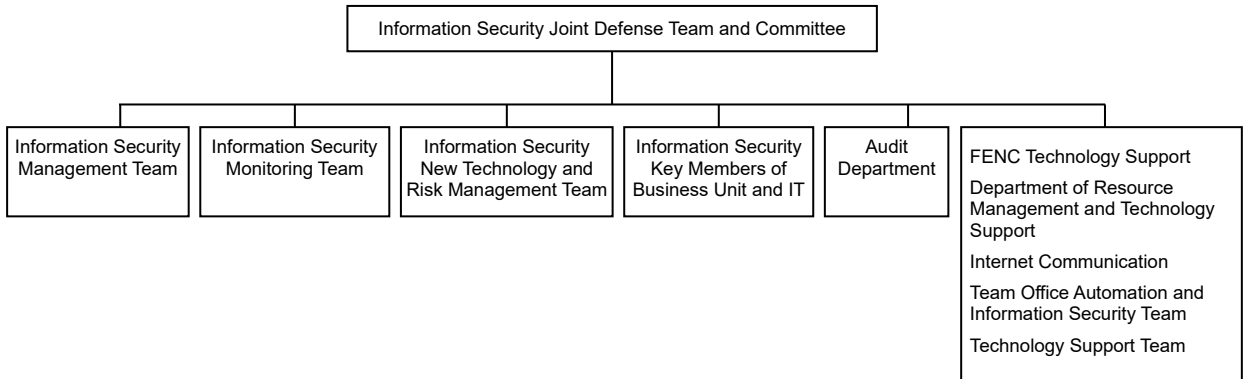 Information Security Joint Defense Team and Committee
Information Security
Management Team
Information Security
Monitoring Team
Information Security
New Technology and
Risk Management Team
Information Security
Key Members of
Business Unit and IT
Audit
Department
FENC Technology Support
Department of Resource
Management and Technology
Support
Internet Communication
Team Office Automation and
Information Security Team
Technology Support Team